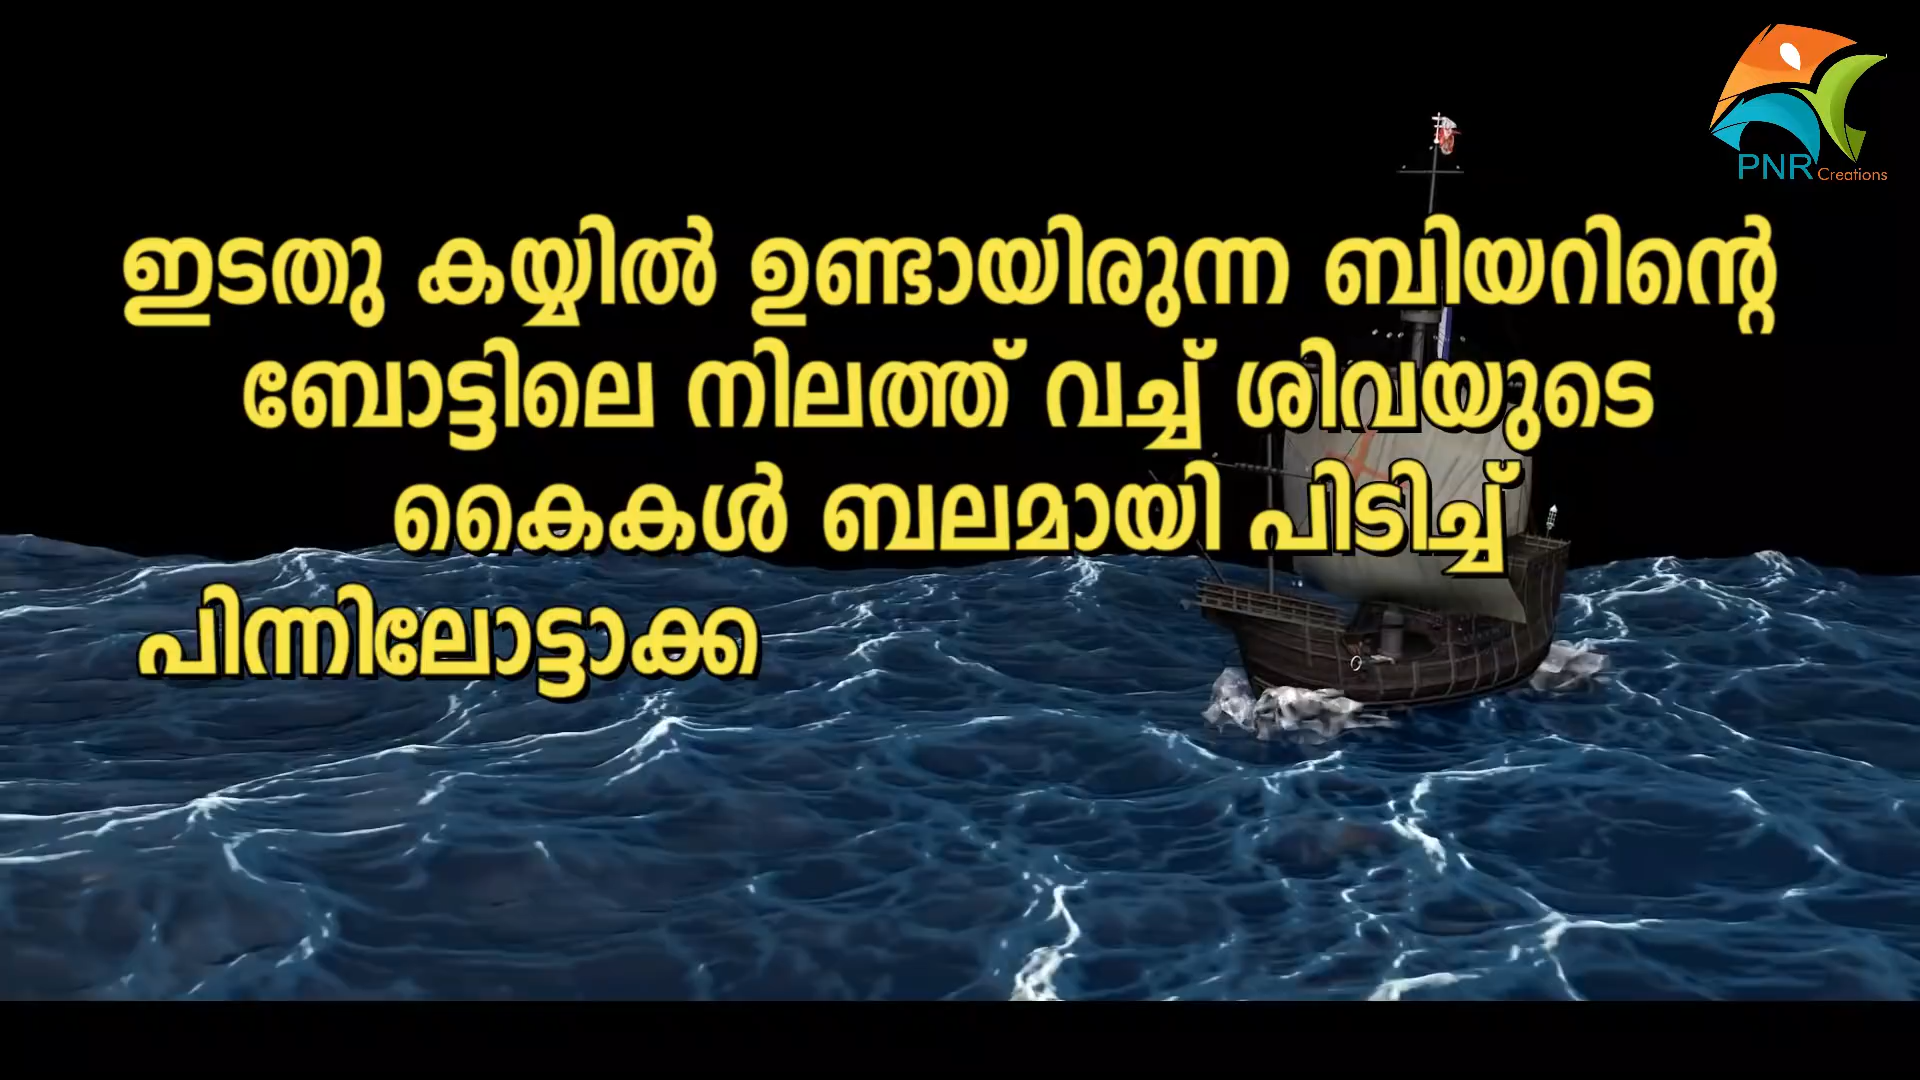 PNR Creations
ഇടതു കയ്യിൽ ഉണ്ടായിരുന്ന ബിയറിന്റെ
ബോട്ടിലെ നിലത്ത് വച്ച് ശിവയുടെ
കൈകൾ ബലമായി പിടിച്ച്
പിന്നിലോട്ടാക്ക